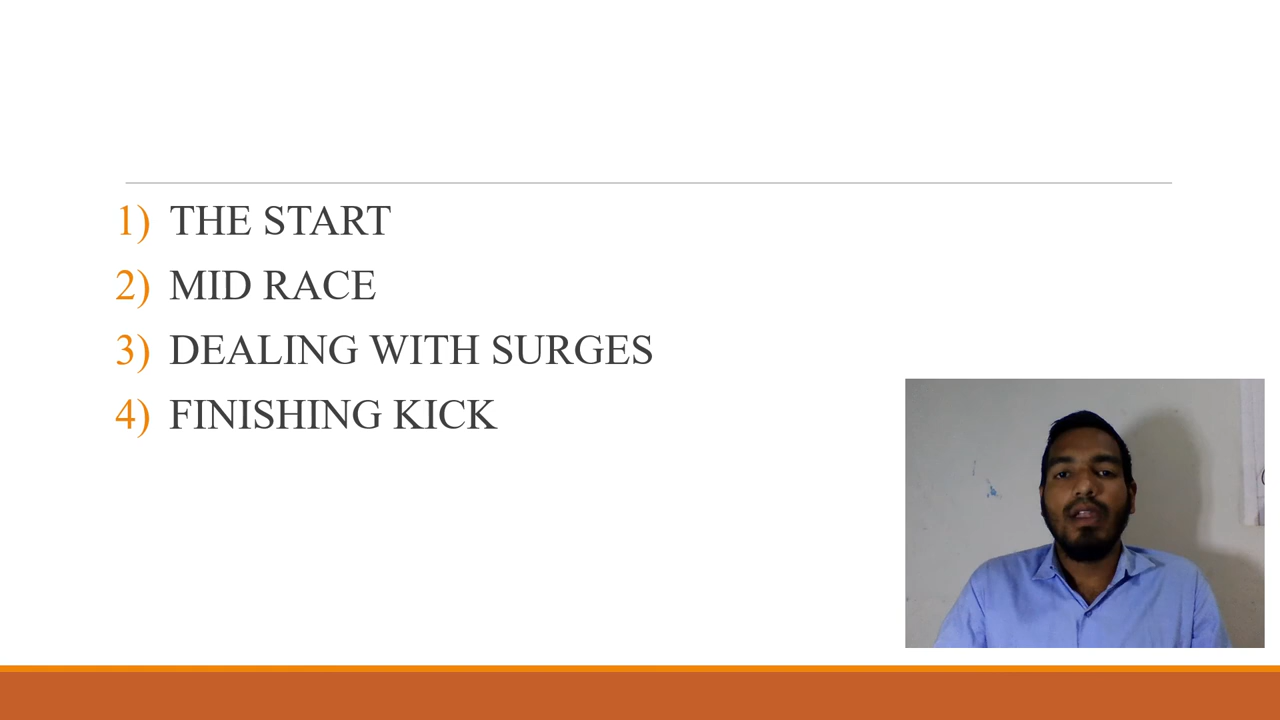 1) THE START
2) MID RACE
3) DEALING WITH SURGES
4) FINISHING KICK